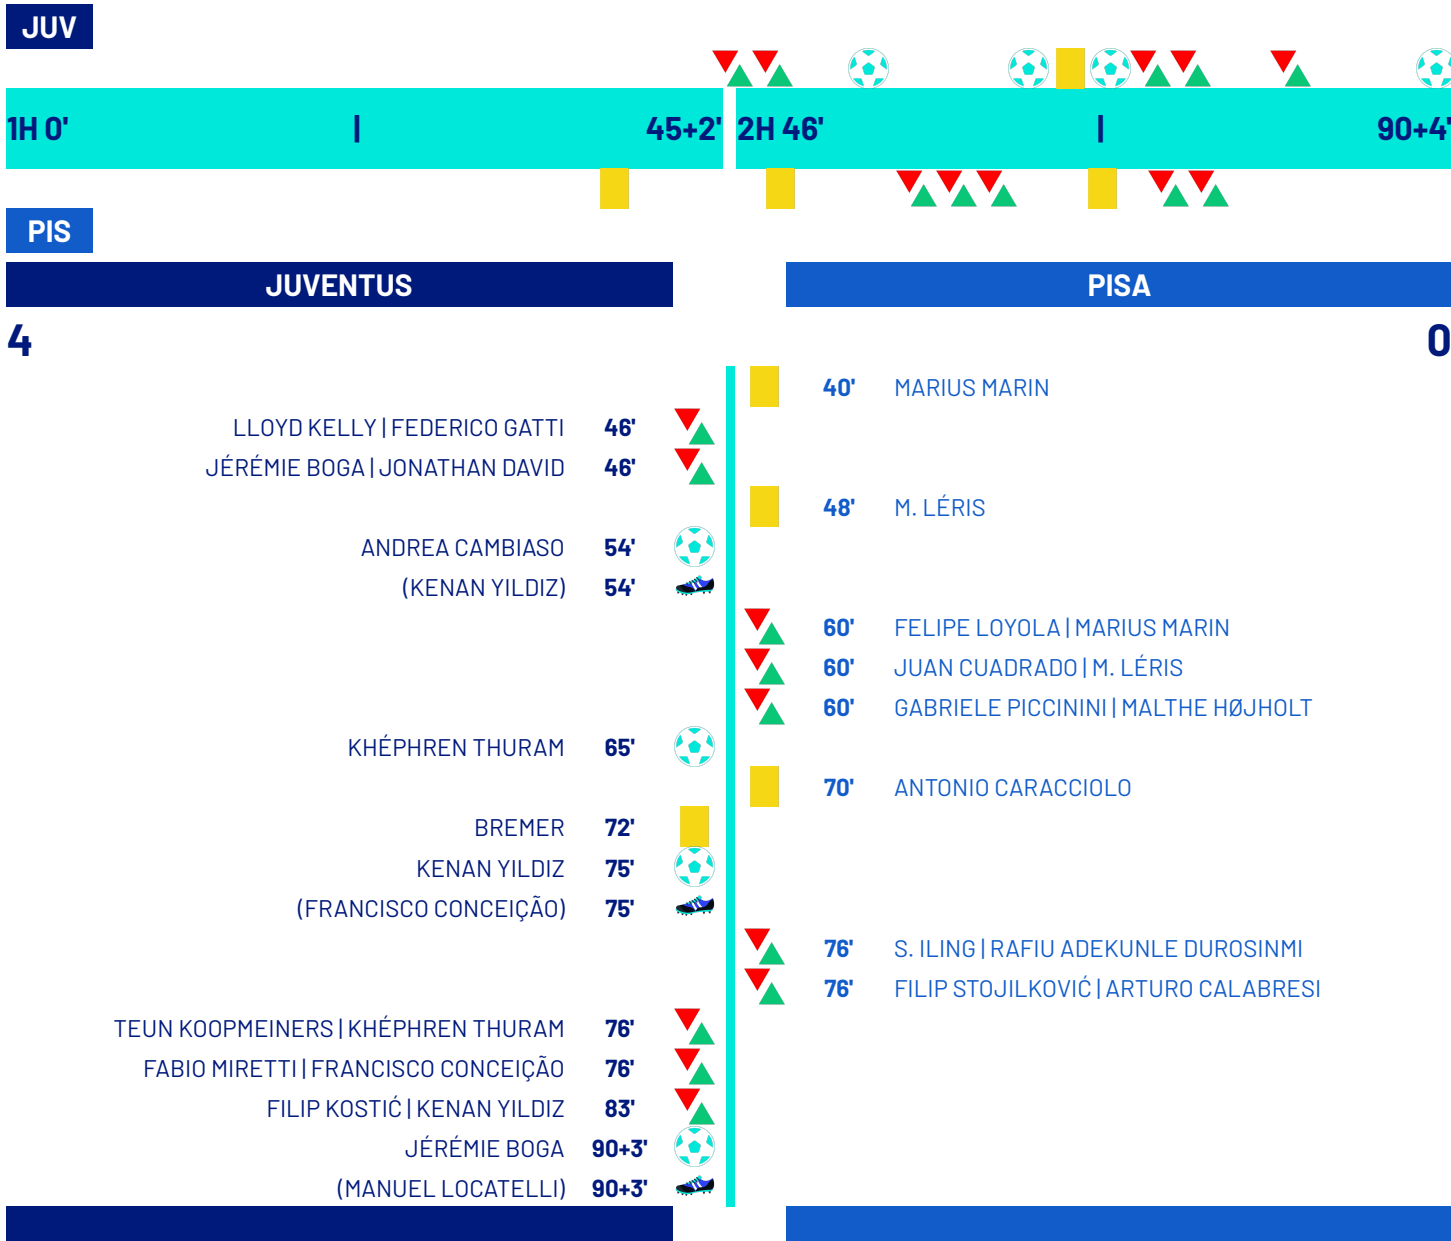 JUV
1H 0' | 45+2' 2H 46' | 90+4'
PIS
JUVENTUS PISA
4 0
40' MARIUS MARIN
LLOYD KELLY | FEDERICO GATTI 46'
JÉRÉMIE BOGA | JONATHAN DAVID 46'
48' M. LÉRIS
ANDREA CAMBIASO 54'
(KENAN YILDIZ) 54'
60' FELIPE LOYOLA | MARIUS MARIN
60' JUAN CUADRADO | M. LÉRIS
60' GABRIELE PICCININI | MALTHE HØJHOLT
KHÉPHREN THURAM 65'
70' ANTONIO CARACCIOLO
BREMER 72'
KENAN YILDIZ 75'
(FRANCISCO CONCEIÇÃO) 75'
76' S. ILING | RAFIU ADEKUNLE DUROSINMI
76' FILIP STOJILKOVIĆ | ARTURO CALABRESI
TEUN KOOPMEINERS | KHÉPHREN THURAM 76'
FABIO MIRETTI | FRANCISCO CONCEIÇÃO 76'
FILIP KOSTIĆ | KENAN YILDIZ 83'
JÉRÉMIE BOGA 90+3'
(MANUEL LOCATELLI) 90+3'